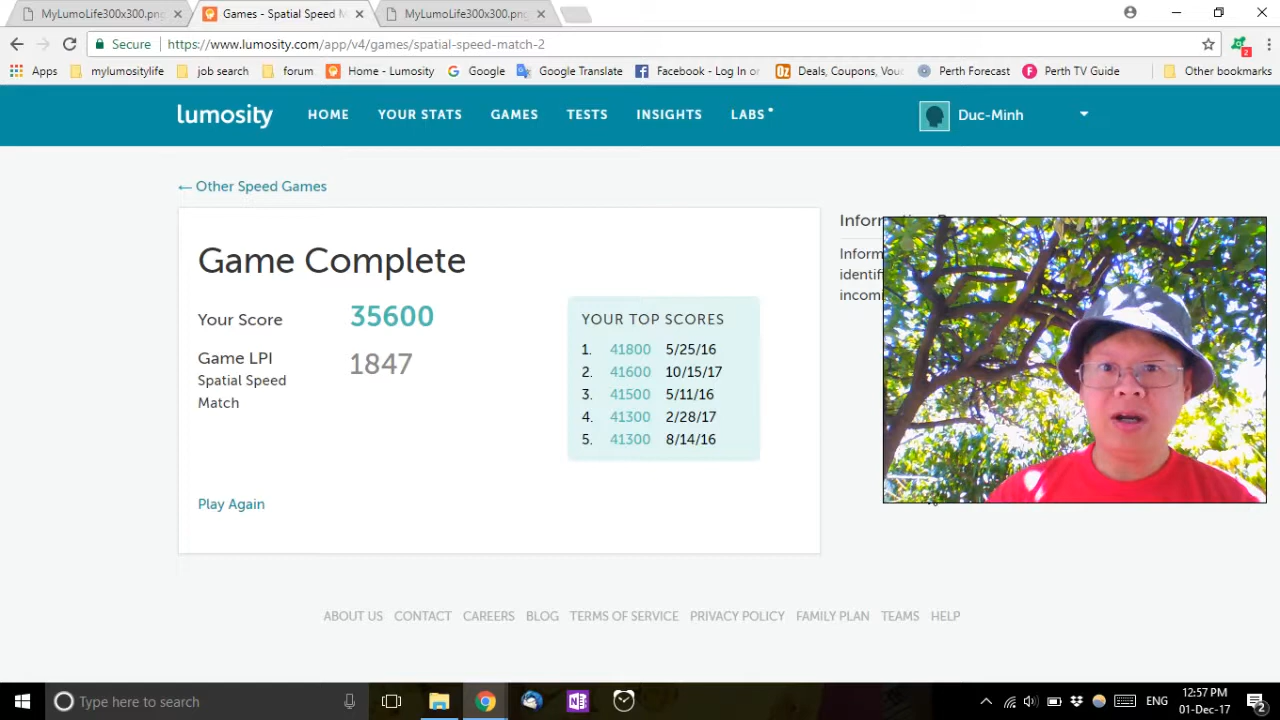 MyLumoLife300x300.png
Games - Spatial Speed M
MyLumoLife300x300.png
Secure
https://www.lumosity.com/app/v4/games/spatial-speed-match-2
2
Apps
mylumositylife
job search
forum
Home - Lumosity
Google
Google Translate
Facebook - Log In or
Oz
Deals, Coupons, Vou
Perth Forecast
Perth TV Guide
Other bookmarks
lumosity
HOME
YOUR STATS
GAMES
TESTS
INSIGHTS
LABS
Duc-Minh
← Other Speed Games
Game Complete
Your Score 35600
Game LPI 1847
Spatial Speed
Match
YOUR TOP SCORES
1. 41800 5/25/16
2. 41600 10/15/17
3. 41500 5/11/16
4. 41300 2/28/17
5. 41300 8/14/16
Play Again
Inform
identif
incom
ABOUT US CONTACT CAREERS BLOG TERMS OF SERVICE PRIVACY POLICY FAMILY PLAN TEAMS HELP
Type here to search
ENG
12:57 PM
01-Dec-17
2